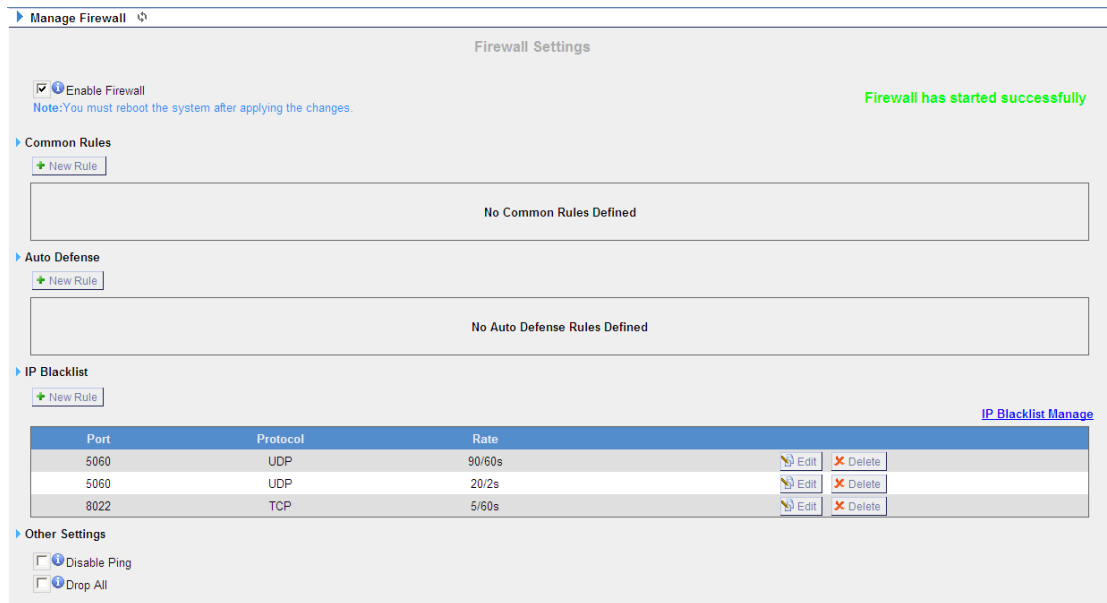 Manage Firewall
Firewall Settings
Enable Firewall
Note:You must reboot the system after applying the changes.
Firewall has started successfully
Common Rules
New Rule
No Common Rules Defined
Auto Defense
New Rule
No Auto Defense Rules Defined
IP Blacklist
New Rule
IP Blacklist Manage
Port Protocol Rate
5060 UDP 90/60s Edit Delete
5060 UDP 20/2s Edit Delete
8022 TCP 5/60s Edit Delete
Other Settings
Disable Ping
Drop All